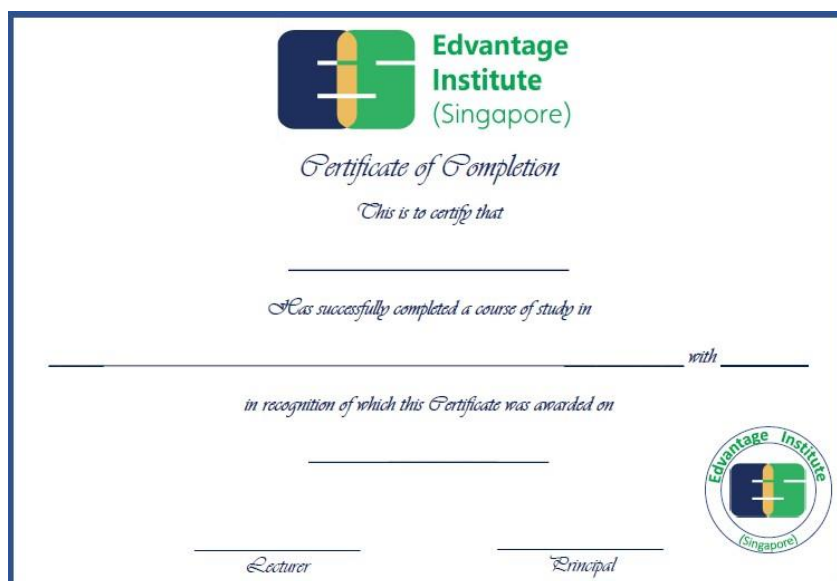 Edvantage
Institute
(Singapore)
Certificate of Completion
This is to certify that
Has successfully completed a course of study in
with
in recognition of which this Certificate was awarded on
Edvantage Institute
(Singapore)
Lecturer
Principal